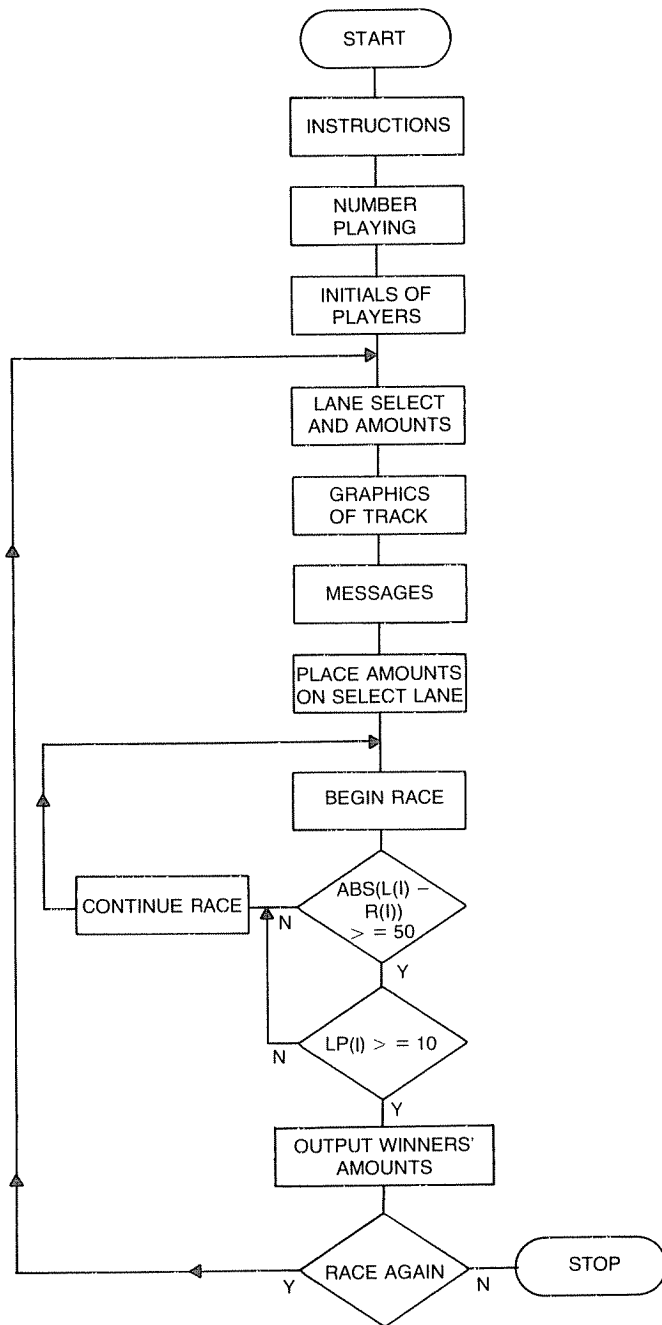 START
INSTRUCTIONS
NUMBER
PLAYING
INITIALS OF
PLAYERS
LANE SELECT
AND AMOUNTS
GRAPHICS
OF TRACK
MESSAGES
PLACE AMOUNTS
ON SELECT LANE
BEGIN RACE
ABS(L(I) –
R(I))
> = 50
CONTINUE RACE
N
Y
LP(I) > = 10
N
Y
OUTPUT WINNERS'
AMOUNTS
RACE AGAIN
Y
N
STOP